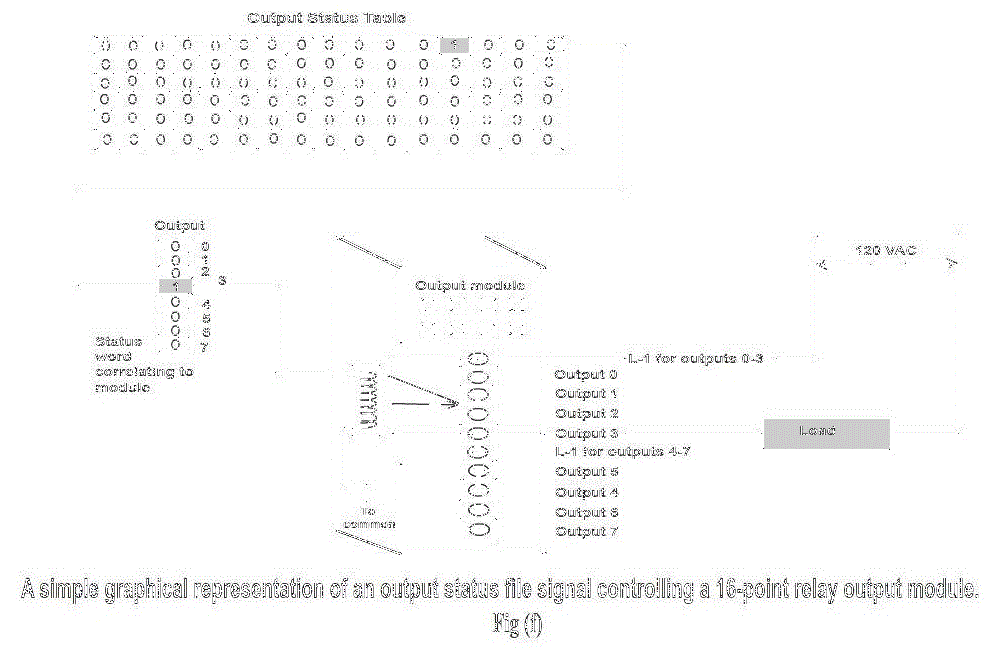 Output Status Table
0 0 0 0 0 0 0 0 0 0 0 0 1 0 0 0
0 0 0 0 0 0 0 0 0 0 0 0 0 0 0 0
0 0 0 0 0 0 0 0 0 0 0 0 0 0 0 0
0 0 0 0 0 0 0 0 0 0 0 0 0 0 0 0
0 0 0 0 0 0 0 0 0 0 0 0 0 0 0 0
0 0 0 0 0 0 0 0 0 0 0 0 0 0 0 0
Output
0 0
0 1
0 2
1 3
0 4
0 5
0 6
0 7
Status
word
correlating to
module
120 VAC
Output module
L-1 for outputs 0-3
Output 0
Output 1
Output 2
Output 3
Load
L-1 for outputs 4-7
Output 5
Output 4
Output 6
Output 7
To
common
A simple graphical representation of an output status file signal controlling a 16-point relay output module.
Fig (f)